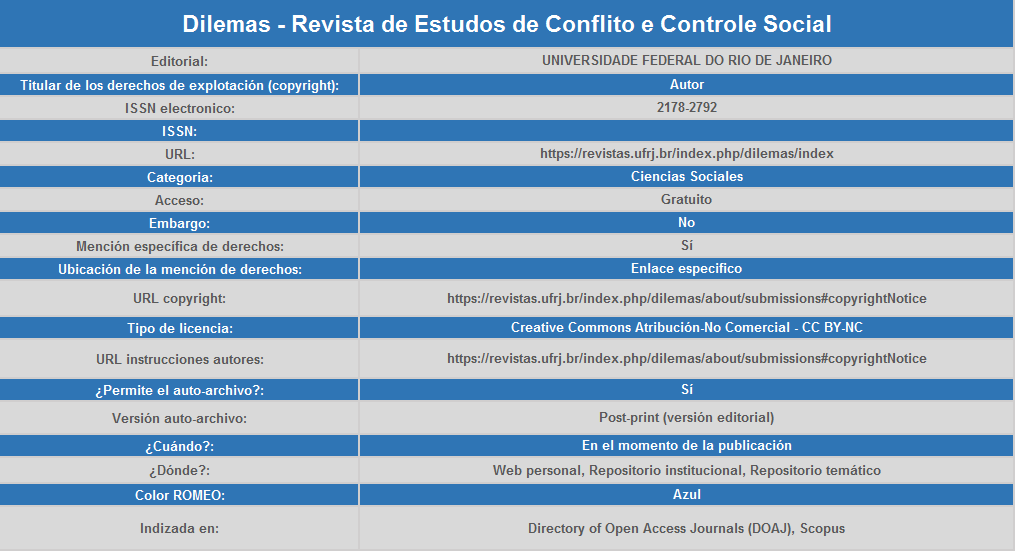 Dilemas - Revista de Estudos de Conflito e Controle Social
Editorial: UNIVERSIDADE FEDERAL DO RIO DE JANEIRO
Titular de los derechos de explotación (copyright): Autor
ISSN electronico: 2178-2792
ISSN:
URL: https://revistas.ufrj.br/index.php/dilemas/index
Categoria: Ciencias Sociales
Acceso: Gratuito
Embargo: No
Mención específica de derechos: Sí
Ubicación de la mención de derechos: Enlace especifico
URL copyright: https://revistas.ufrj.br/index.php/dilemas/about/submissions#copyrightNotice
Tipo de licencia: Creative Commons Atribución-No Comercial - CC BY-NC
URL instrucciones autores: https://revistas.ufrj.br/index.php/dilemas/about/submissions#copyrightNotice
¿Permite el auto-archivo?: Sí
Versión auto-archivo: Post-print (versión editorial)
¿Cuándo?: En el momento de la publicación
¿Dónde?: Web personal, Repositorio institucional, Repositorio temático
Color ROMEO: Azul
Indizada en: Directory of Open Access Journals (DOAJ), Scopus